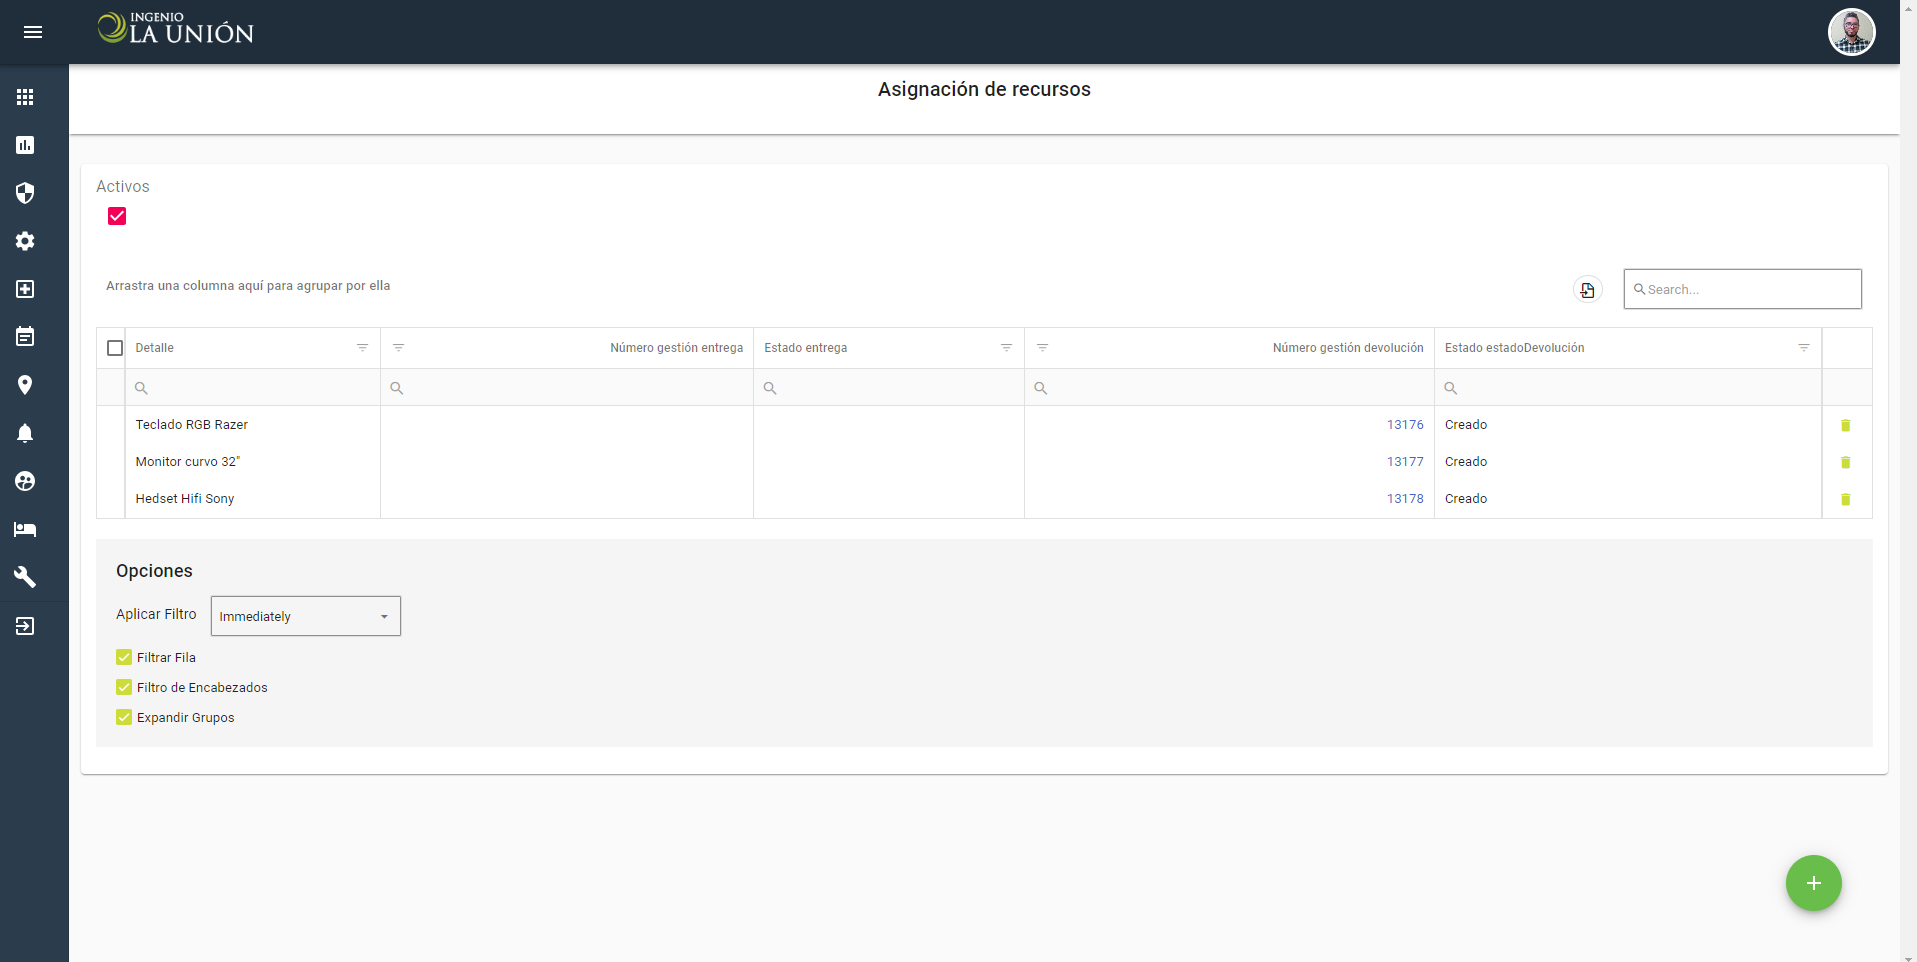 INGENIO
LA UNIÓN
Asignación de recursos
Activos
Arrastra una columna aquí para agrupar por ella
Search...
Detalle Número gestión entrega Estado entrega Número gestión devolución Estado estadoDevolución
Teclado RGB Razer 13176 Creado
Monitor curvo 32" 13177 Creado
Hedset Hifi Sony 13178 Creado
Opciones
Aplicar Filtro Immediately
Filtrar Fila
Filtro de Encabezados
Expandir Grupos